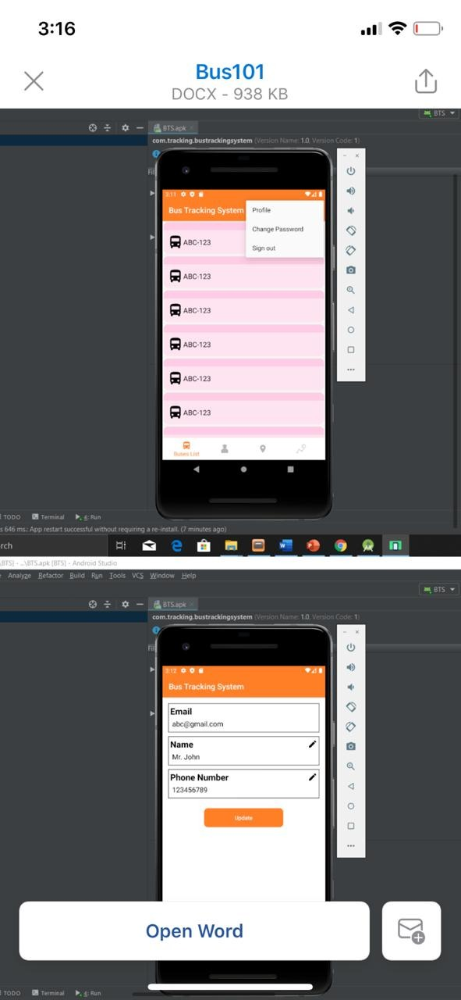 3:16
Bus101
DOCX - 938 KB
BTS
BTS.apk
com.tracking.bustrackingsystem (Version Name: 1.0, Version Code: 1)
3:11
Bus Tracking System
Profile
Change Password
Sign out
ABC-123
ABC-123
ABC-123
ABC-123
ABC-123
ABC-123
Buses List
TODO Terminal 4: Run
s 646 ms.: App restart successful without requiring a re-install. (7 minutes ago)
rch
BTS] - ...\BTS.apk [BTS] - Android Studio
Analyze Refactor Build Run Tools VCS Window Help
BTS
BTS.apk
com.tracking.bustrackingsystem (Version Name: 1.0, Version Code: 1)
3:12
Bus Tracking System
Email
abc@gmail.com
Name
Mr. John
Phone Number
123456789
Update
Open Word
TODO Terminal 4: Run